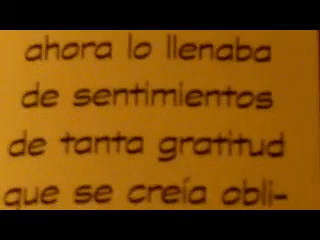 ahora lo llenaba
de sentimientos
de tanta gratitud
que se creía obli-